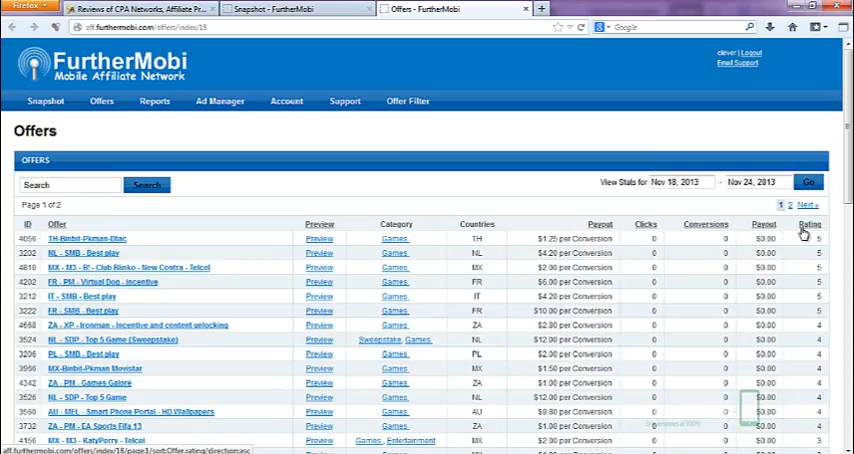 Firefox
Reviews of CPA Networks, Affiliate Pr...
Snapshot - FurtherMobi
Offers - FurtherMobi
aff.furthermobi.com/offers/index/18
Google
FurtherMobi
Mobile Affiliate Network
clever | Logout
Email Support
Snapshot Offers Reports Ad Manager Account Support Offer Filter
Offers
OFFERS
Search Search View Stats for Nov 18, 2013 - Nov 24, 2013 Go
Page 1 of 2 1 2 Next »
ID Offer Preview Category Countries Payout Clicks Conversions Payout Rating
4056 TH-Binbit-Pkman-Dtac Preview Games TH $1.25 per Conversion 0 0 $0.00 5
3202 NL - SMB - Best play Preview Games NL $4.20 per Conversion 0 0 $0.00 5
4810 MX - M3 - B! - Club Blinko - New Contra - Telcel Preview Games MX $2.00 per Conversion 0 0 $0.00 5
4202 FR - PM - Virtual Dog - Incentive Preview Games FR $6.00 per Conversion 0 0 $0.00 5
3212 IT - SMB - Best play Preview Games IT $4.20 per Conversion 0 0 $0.00 5
3222 FR - SMB - Best play Preview Games FR $10.00 per Conversion 0 0 $0.00 5
4668 ZA - XP - Ironman - Incentive and content unlocking Preview Games ZA $2.80 per Conversion 0 0 $0.00 4
3524 NL - SDP - Top 5 Game (Sweepstake) Preview Sweepstake, Games NL $12.00 per Conversion 0 0 $0.00 4
3206 PL - SMB - Best play Preview Games PL $2.00 per Conversion 0 0 $0.00 4
3966 MX-Binbit-Pkman Movistar Preview Games MX $1.50 per Conversion 0 0 $0.00 4
4342 ZA - PM - Games Galore Preview Games ZA $1.00 per Conversion 0 0 $0.00 4
3526 NL - SDP - Top 5 Game Preview Games NL $12.00 per Conversion 0 0 $0.00 4
3560 AU - MEL - Smart Phone Portal - HD Wallpapers Preview Games AU $9.80 per Conversion 0 0 $0.00 4
3732 ZA - PM - EA Sports Fifa 13 Preview Games ZA $1.00 per Conversion 0 $0.00 4
4156 MX - M3 - KatyPerry - Telcel Preview Games, Entertainment MX $2.00 per Conversion 0 0 $0.00 3
aff.furthermobi.com/offers/index/18/page:1/sort:Offer.rating/direction:asc